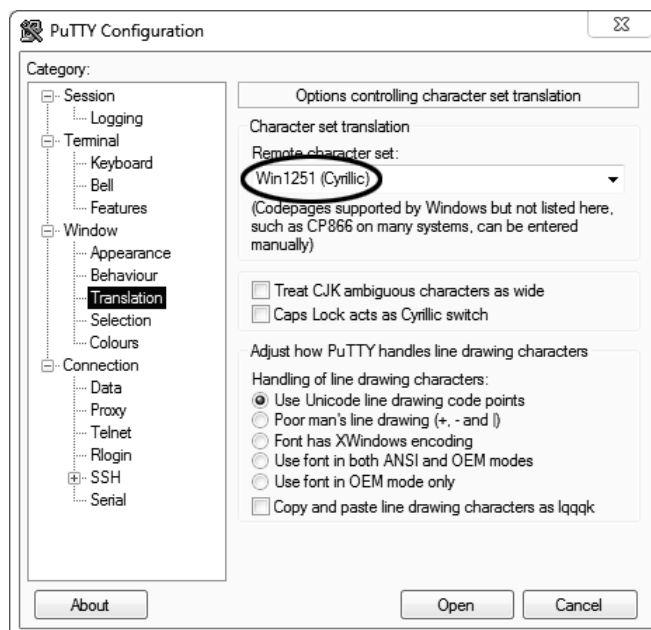 PuTTY Configuration
Category:
Session
Logging
Terminal
Keyboard
Bell
Features
Window
Appearance
Behaviour
Translation
Selection
Colours
Connection
Data
Proxy
Telnet
Rlogin
SSH
Serial
Options controlling character set translation
Character set translation
Remote character set:
Win1251 (Cyrillic)
(Codepages supported by Windows but not listed here,
such as CP866 on many systems, can be entered
manually)
Treat CJK ambiguous characters as wide
Caps Lock acts as Cyrillic switch
Adjust how PuTTY handles line drawing characters
Handling of line drawing characters:
Use Unicode line drawing code points
Poor man's line drawing (+, - and |)
Font has XWindows encoding
Use font in both ANSI and OEM modes
Use font in OEM mode only
Copy and paste line drawing characters as lqqqk
About
Open
Cancel